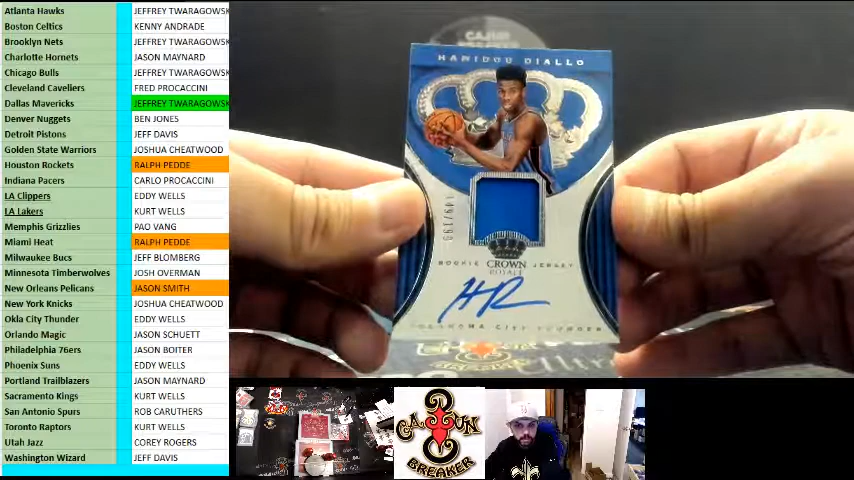 Atlanta Hawks JEFFREY TWARAGOWSK
Boston Celtics KENNY ANDRADE
Brooklyn Nets JEFFREY TWARAGOWSK
Charlotte Hornets JASON MAYNARD
Chicago Bulls JEFFREY TWARAGOWSK
Cleveland Cavaliers FRED PROCACCINI
Dallas Mavericks JEFFREY TWARAGOWSK
Denver Nuggets BEN JONES
Detroit Pistons JEFF DAVIS
Golden State Warriors JOSHUA CHEATWOOD
Houston Rockets RALPH PEDDE
Indiana Pacers CARLO PROCACCINI
LA Clippers EDDY WELLS
LA Lakers KURT WELLS
Memphis Grizzlies PAO VANG
Miami Heat RALPH PEDDE
Milwaukee Bucs JEFF BLOMBERG
Minnesota Timberwolves JOSH OVERMAN
New Orleans Pelicans JASON SMITH
New York Knicks JOSHUA CHEATWOOD
Okla City Thunder EDDY WELLS
Orlando Magic JASON SCHUETT
Philadelphia 76ers JASON BOITER
Phoenix Suns EDDY WELLS
Portland Trailblazers JASON MAYNARD
Sacramento Kings KURT WELLS
San Antonio Spurs ROB CARUTHERS
Toronto Raptors KURT WELLS
Utah Jazz COREY ROGERS
Washington Wizard JEFF DAVIS
HAMIDOU DIALLO
ROOKIE CROWN JERSEY
ROYALE
OKLAHOMA CITY THUNDER
CAJUN
BREAKER